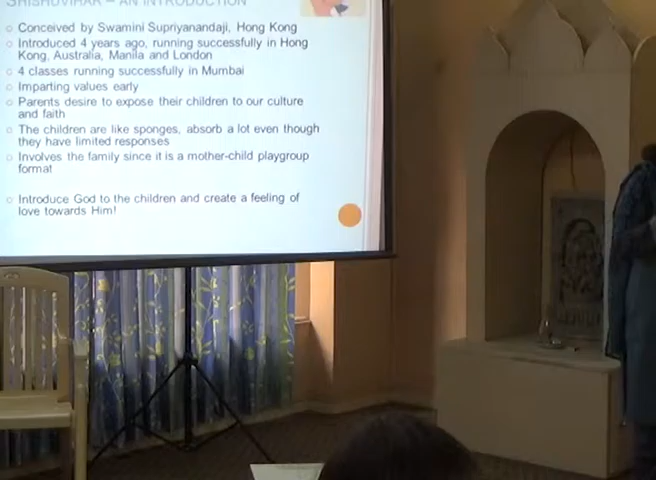 SHISHUVIHAR – AN INTRODUCTION
Conceived by Swamini Supriyanandaji, Hong Kong
Introduced 4 years ago, running successfully in Hong
Kong, Australia, Manila and London
4 classes running successfully in Mumbai
Imparting values early
Parents desire to expose their children to our culture
and faith
The children are like sponges, absorb a lot even though
they have limited responses
Involves the family since it is a mother-child playgroup
format
Introduce God to the children and create a feeling of
love towards Him!